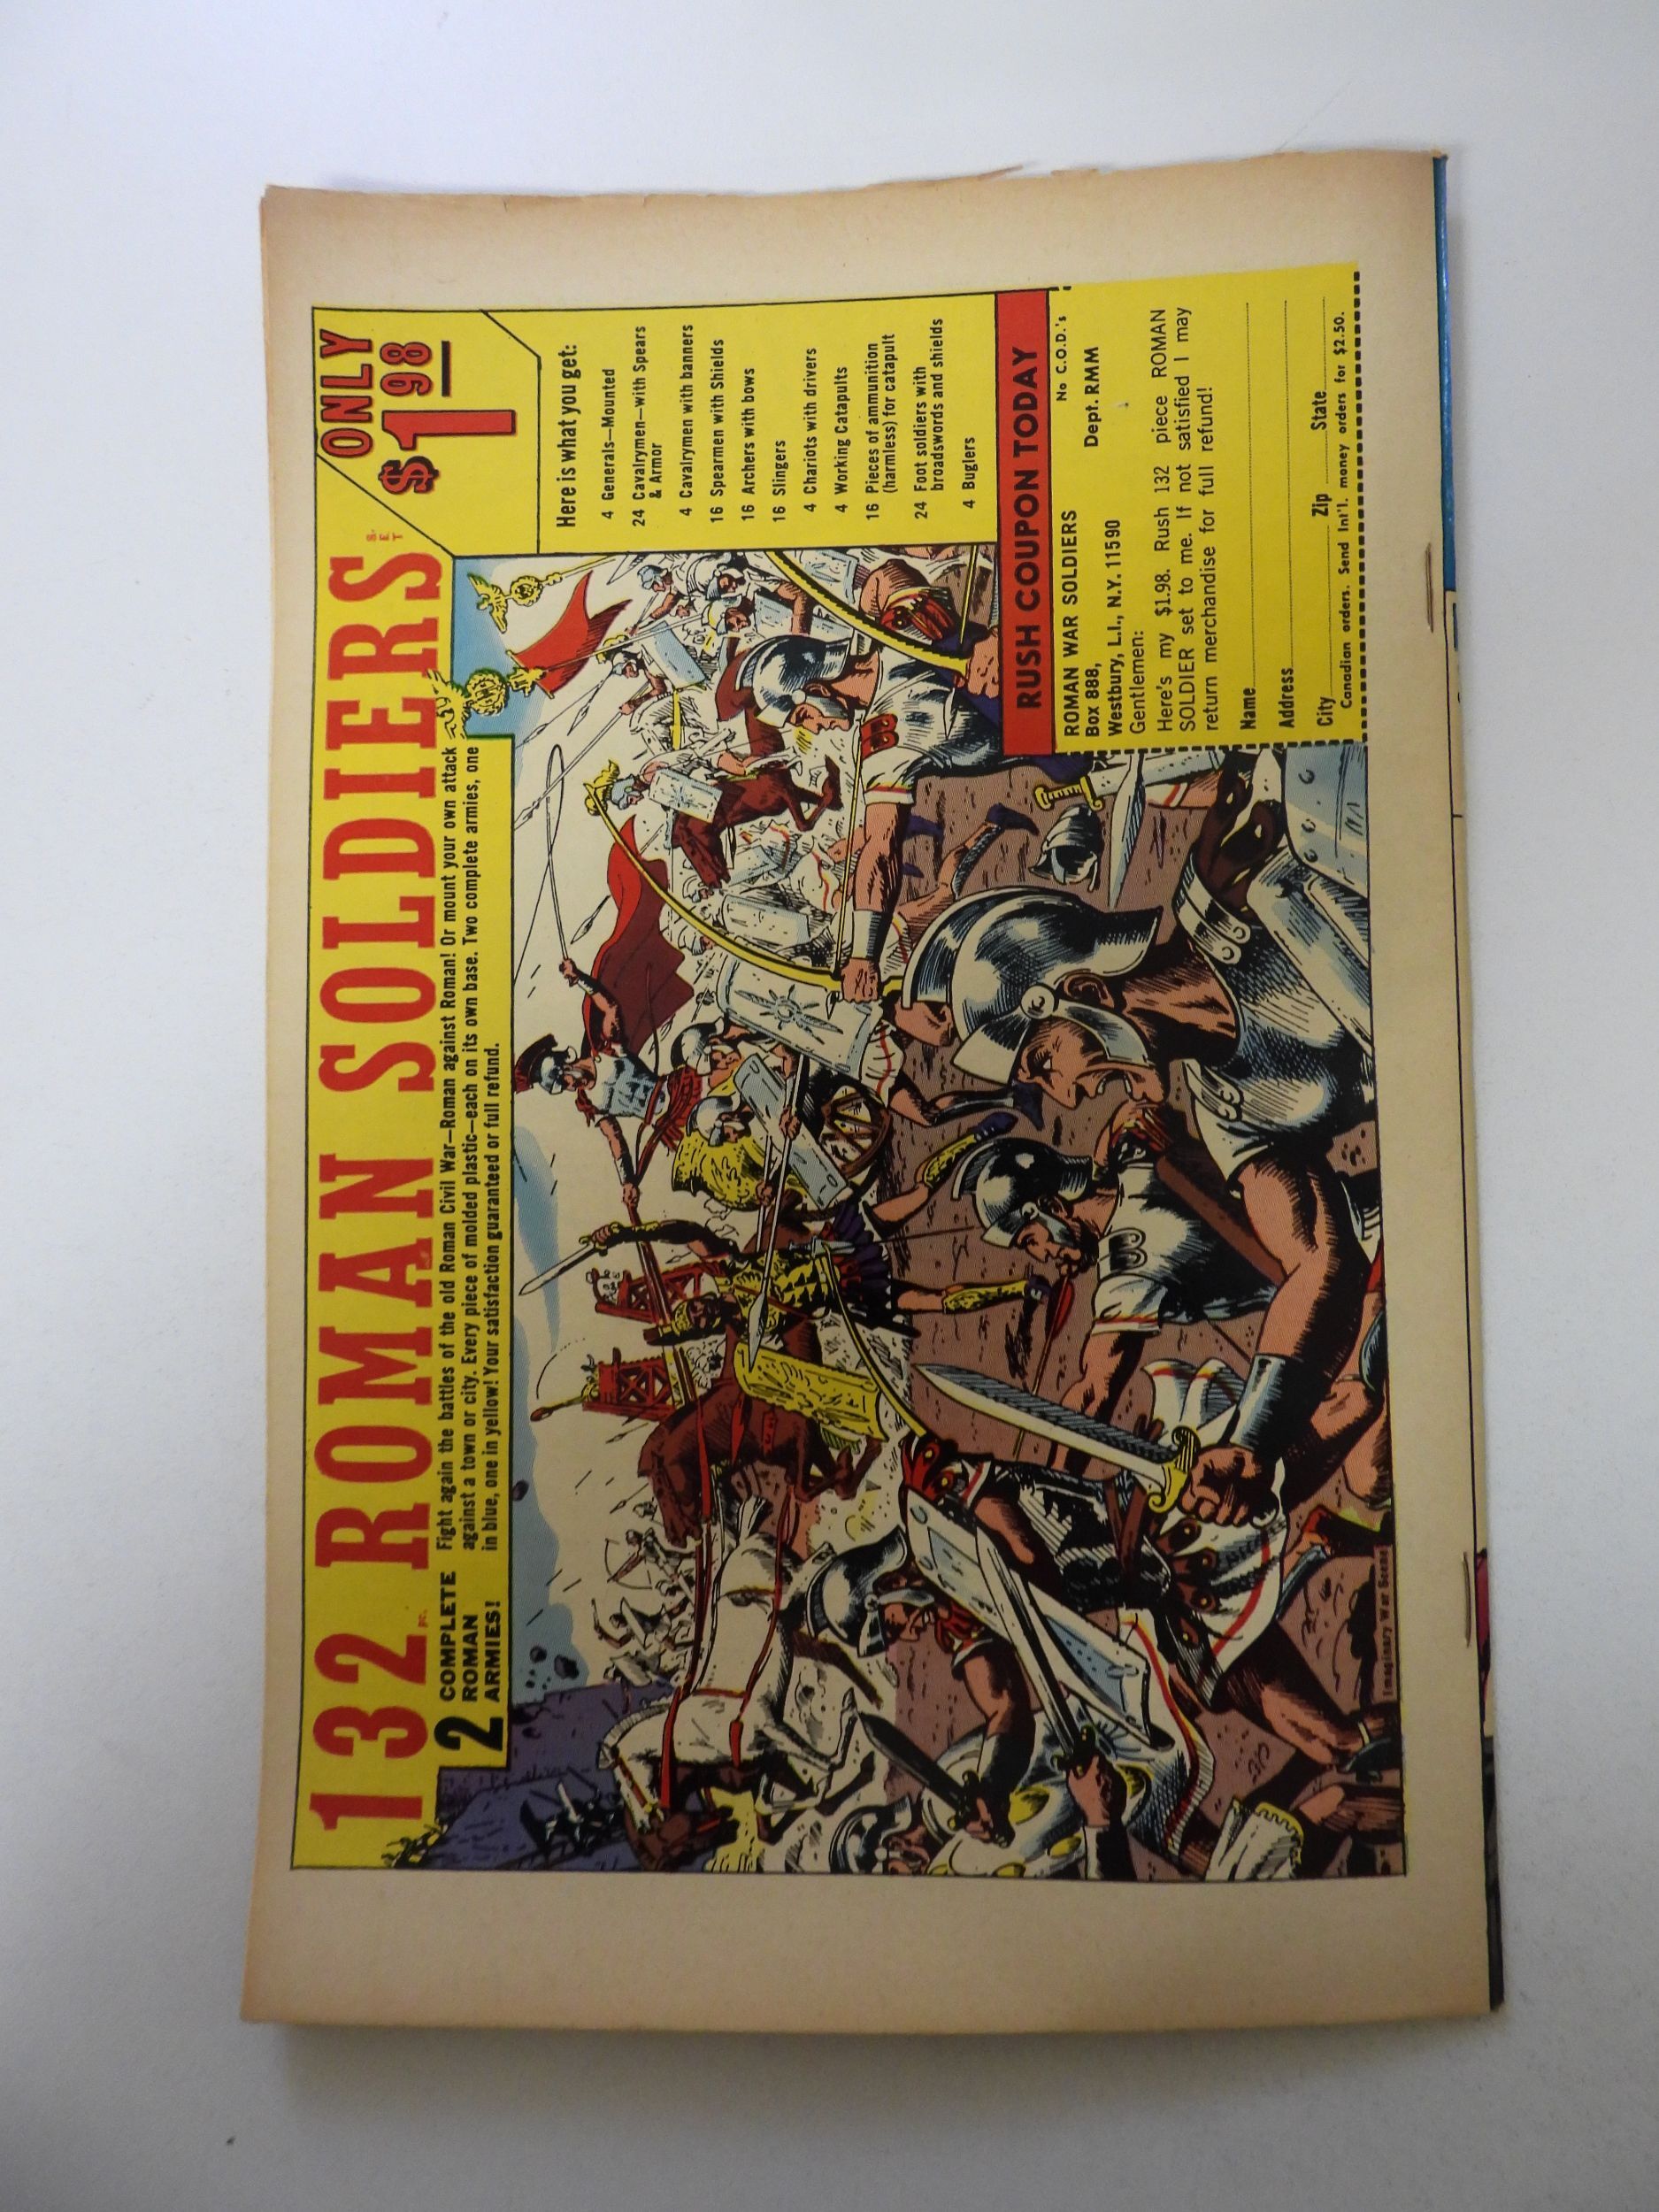 132 pc. ROMAN SOLDIERS SET
ONLY
$1 98
2 COMPLETE
ROMAN
ARMIES!
Fight again the battles of the old Roman Civil War—Roman against Roman! Or mount your own attack
against a town or city. Every piece of molded plastic—each on its own base. Two complete armies, one
in blue, one in yellow! Your satisfaction guaranteed or full refund.
Here is what you get:
4 Generals—Mounted
24 Cavalrymen—with Spears
& Armor
4 Cavalrymen with banners
16 Spearmen with Shields
16 Archers with bows
16 Slingers
4 Chariots with drivers
4 Working Catapults
16 Pieces of ammunition
(harmless) for catapult
24 Foot soldiers with
broadswords and shields
4 Buglers
RUSH COUPON TODAY
No C.O.D.'s
ROMAN WAR SOLDIERS
Box 888, Dept. RMM
Westbury, L.I., N.Y. 11590
Gentlemen:
Here's my $1.98. Rush 132 piece ROMAN
SOLDIER set to me. If not satisfied I may
return merchandise for full refund!
Name
Address
City Zip State
Canadian orders. Send Int'l. money orders for $2.50.
Imaginary War Scene